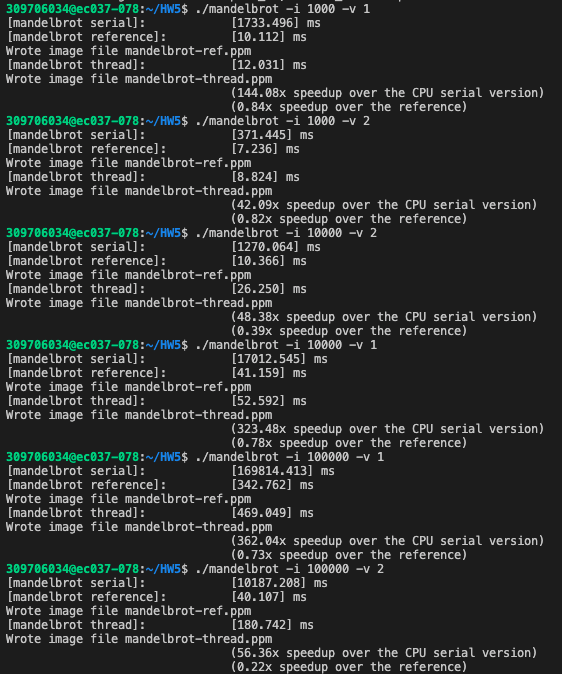 309706034@ec037-078:~/HW5$ ./mandelbrot -i 1000 -v 1
[mandelbrot serial]: [1733.496] ms
[mandelbrot reference]: [10.112] ms
Wrote image file mandelbrot-ref.ppm
[mandelbrot thread]: [12.031] ms
Wrote image file mandelbrot-thread.ppm
(144.08x speedup over the CPU serial version)
(0.84x speedup over the reference)
309706034@ec037-078:~/HW5$ ./mandelbrot -i 1000 -v 2
[mandelbrot serial]: [371.445] ms
[mandelbrot reference]: [7.236] ms
Wrote image file mandelbrot-ref.ppm
[mandelbrot thread]: [8.824] ms
Wrote image file mandelbrot-thread.ppm
(42.09x speedup over the CPU serial version)
(0.82x speedup over the reference)
309706034@ec037-078:~/HW5$ ./mandelbrot -i 10000 -v 2
[mandelbrot serial]: [1270.064] ms
[mandelbrot reference]: [10.366] ms
Wrote image file mandelbrot-ref.ppm
[mandelbrot thread]: [26.250] ms
Wrote image file mandelbrot-thread.ppm
(48.38x speedup over the CPU serial version)
(0.39x speedup over the reference)
309706034@ec037-078:~/HW5$ ./mandelbrot -i 10000 -v 1
[mandelbrot serial]: [17012.545] ms
[mandelbrot reference]: [41.159] ms
Wrote image file mandelbrot-ref.ppm
[mandelbrot thread]: [52.592] ms
Wrote image file mandelbrot-thread.ppm
(323.48x speedup over the CPU serial version)
(0.78x speedup over the reference)
309706034@ec037-078:~/HW5$ ./mandelbrot -i 100000 -v 1
[mandelbrot serial]: [169814.413] ms
[mandelbrot reference]: [342.762] ms
Wrote image file mandelbrot-ref.ppm
[mandelbrot thread]: [469.049] ms
Wrote image file mandelbrot-thread.ppm
(362.04x speedup over the CPU serial version)
(0.73x speedup over the reference)
309706034@ec037-078:~/HW5$ ./mandelbrot -i 100000 -v 2
[mandelbrot serial]: [10187.208] ms
[mandelbrot reference]: [40.107] ms
Wrote image file mandelbrot-ref.ppm
[mandelbrot thread]: [180.742] ms
Wrote image file mandelbrot-thread.ppm
(56.36x speedup over the CPU serial version)
(0.22x speedup over the reference)